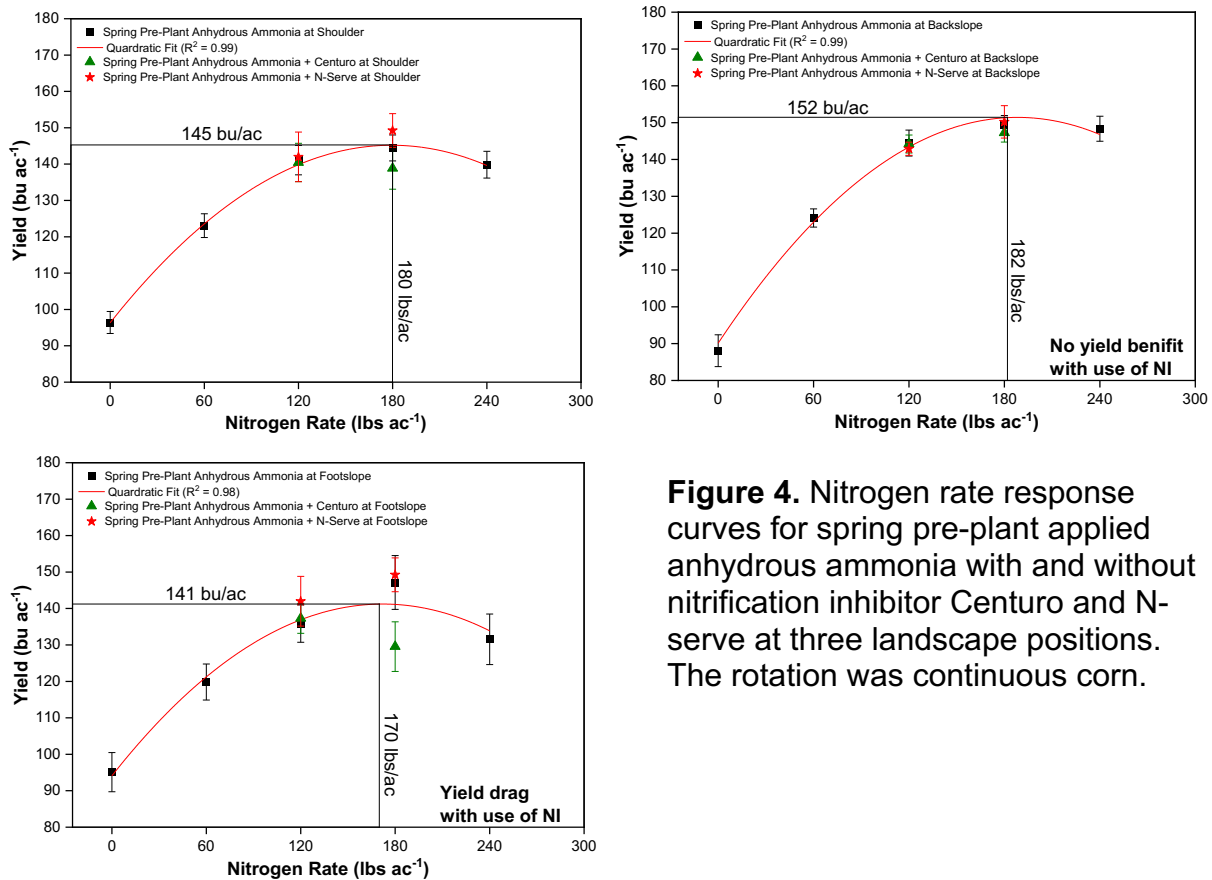 Spring Pre-Plant Anhydrous Ammonia at Shoulder
Quadratic Fit (R² = 0.99)
Spring Pre-Plant Anhydrous Ammonia + Centuro at Shoulder
Spring Pre-Plant Anhydrous Ammonia + N-Serve at Shoulder
145 bu/ac
180 lbs/ac
Yield (bu ac⁻¹)
180
170
160
150
140
130
120
110
100
90
80
0 60 120 180 240 300
Nitrogen Rate (lbs ac⁻¹)
Spring Pre-Plant Anhydrous Ammonia at Backslope
Quadratic Fit (R² = 0.99)
Spring Pre-Plant Anhydrous Ammonia + Centuro at Backslope
Spring Pre-Plant Anhydrous Ammonia + N-Serve at Backslope
152 bu/ac
182 lbs/ac
No yield benifit
with use of NI
Yield (bu ac⁻¹)
180
170
160
150
140
130
120
110
100
90
80
0 60 120 180 240 300
Nitrogen Rate (lbs ac⁻¹)
Spring Pre-Plant Anhydrous Ammonia at Footslope
Quadratic Fit (R² = 0.98)
Spring Pre-Plant Anhydrous Ammonia + Centuro at Footslope
Spring Pre-Plant Anhydrous Ammonia + N-Serve at Footslope
141 bu/ac
170 lbs/ac
Yield drag
with use of NI
Yield (bu ac⁻¹)
180
170
160
150
140
130
120
110
100
90
80
0 60 120 180 240 300
Nitrogen Rate (lbs ac⁻¹)
Figure 4. Nitrogen rate response
curves for spring pre-plant applied
anhydrous ammonia with and without
nitrification inhibitor Centuro and N-
serve at three landscape positions.
The rotation was continuous corn.